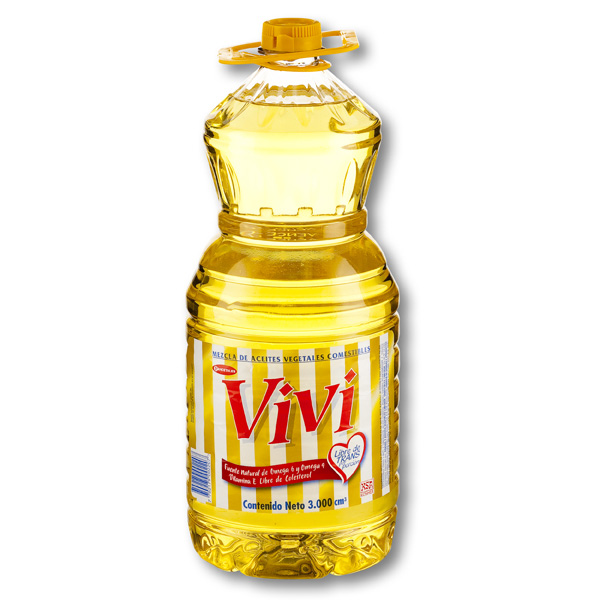 MEZCLA DE ACEITES VEGETALES COMESTIBLES
Vivi
Libre de
TRANS
Fuente natural de Omega 6 y Omega 9
Vitamina E Libre de Colesterol
Contenido Neto 3.000 cm³